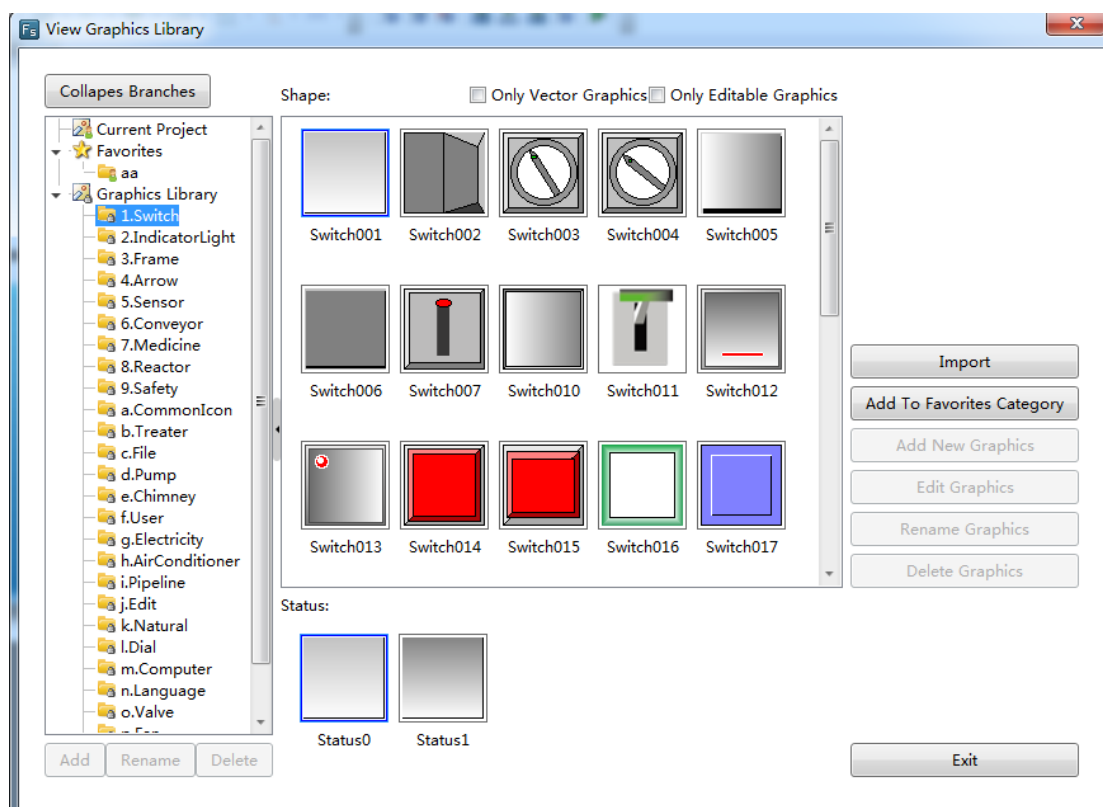 Fs View Graphics Library
Collapes Branches
Shape:
Only Vector Graphics
Only Editable Graphics
Current Project
Favorites
aa
Graphics Library
1.Switch
2.IndicatorLight
3.Frame
4.Arrow
5.Sensor
6.Conveyor
7.Medicine
8.Reactor
9.Safety
a.CommonIcon
b.Treater
c.File
d.Pump
e.Chimney
f.User
g.Electricity
h.AirConditioner
i.Pipeline
j.Edit
k.Natural
l.Dial
m.Computer
n.Language
o.Valve
Add Rename Delete
Switch001 Switch002 Switch003 Switch004 Switch005
Switch006 Switch007 Switch010 Switch011 Switch012
Switch013 Switch014 Switch015 Switch016 Switch017
Status:
Status0 Status1
Import
Add To Favorites Category
Add New Graphics
Edit Graphics
Rename Graphics
Delete Graphics
Exit